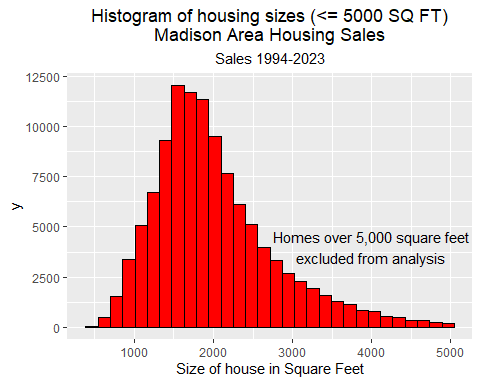 Histogram of housing sizes (<= 5000 SQ FT)
Madison Area Housing Sales
Sales 1994-2023
12500
10000
7500
5000
2500
0
y
Homes over 5,000 square feet
excluded from analysis
1000 2000 3000 4000 5000
Size of house in Square Feet